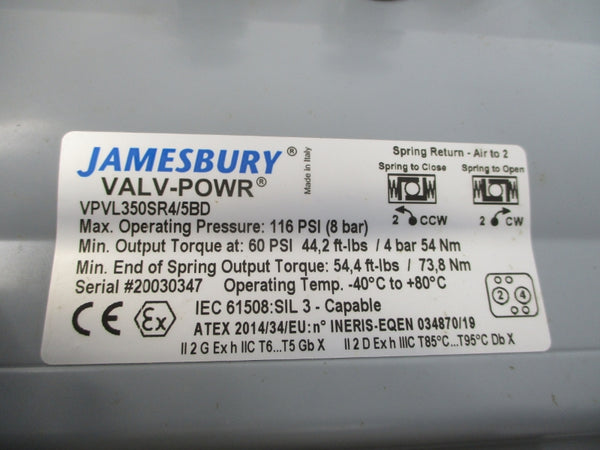 JAMESBURY®
Made in Italy
VALV-POWR®
VPVL350SR4/5BD
Spring Return - Air to 2
Spring to Close Spring to Open
2 CCW 2 CW
Max. Operating Pressure: 116 PSI (8 bar)
Min. Output Torque at: 60 PSI 44,2 ft-lbs / 4 bar 54 Nm
Min. End of Spring Output Torque: 54,4 ft-lbs / 73,8 Nm
Serial #20030347 Operating Temp. -40°C to +80°C
2 4
CE Ex IEC 61508:SIL 3 - Capable
ATEX 2014/34/EU:n° INERIS-EQEN 034870/19
II 2 G Ex h IIC T6...T5 Gb X II 2 D Ex h IIIC T85°C...T95°C Db X